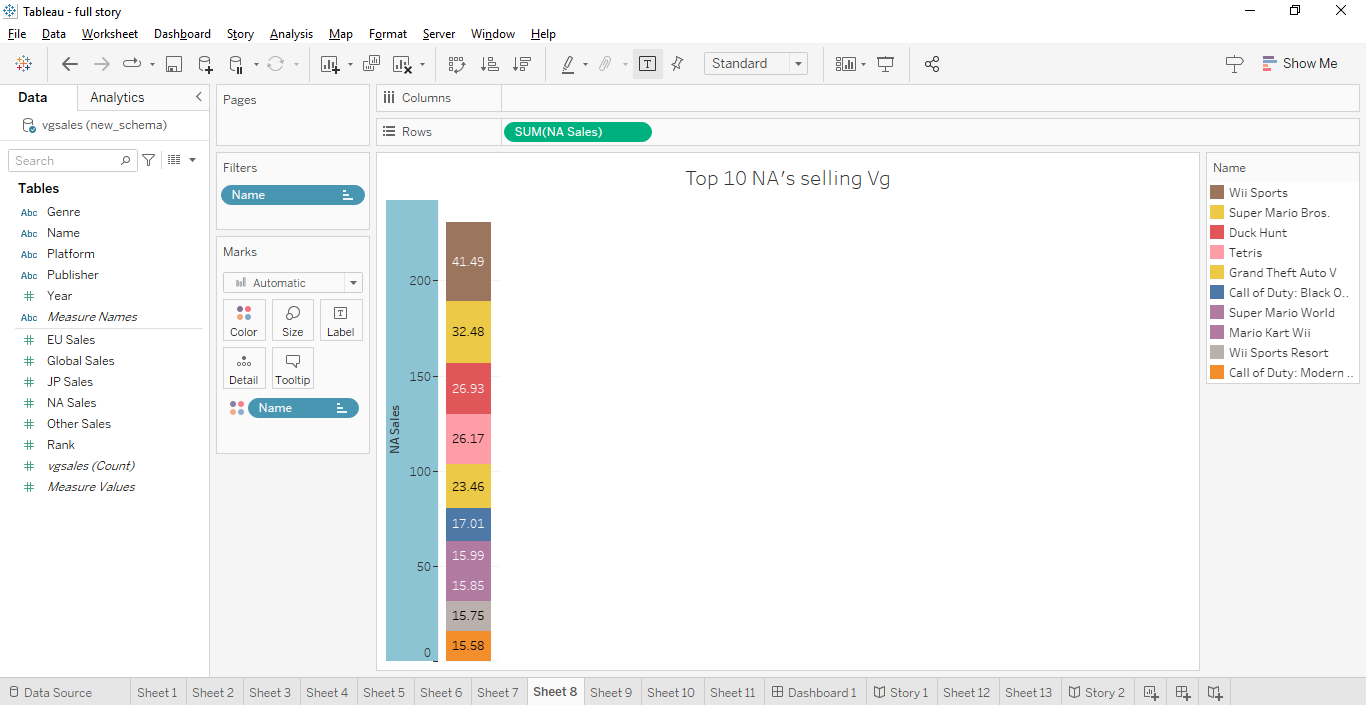 Tableau - full story
File Data Worksheet Dashboard Story Analysis Map Format Server Window Help
Standard
Show Me
Data Analytics
vgsales (new_schema)
Search
Tables
Abc Genre
Abc Name
Abc Platform
Abc Publisher
# Year
Abc Measure Names
# EU Sales
# Global Sales
# JP Sales
# NA Sales
# Other Sales
# Rank
# vgsales (Count)
# Measure Values
Pages
Filters
Name
Marks
Automatic
Color Size Label
Detail Tooltip
Name
Columns
Rows SUM(NA Sales)
Top 10 NA's selling Vg
NA Sales
200
150
100
50
0
41.49
32.48
26.93
26.17
23.46
17.01
15.99
15.85
15.75
15.58
Name
Wii Sports
Super Mario Bros.
Duck Hunt
Tetris
Grand Theft Auto V
Call of Duty: Black O..
Super Mario World
Mario Kart Wii
Wii Sports Resort
Call of Duty: Modern ..
Data Source Sheet 1 Sheet 2 Sheet 3 Sheet 4 Sheet 5 Sheet 6 Sheet 7 Sheet 8 Sheet 9 Sheet 10 Sheet 11 Dashboard 1 Story 1 Sheet 12 Sheet 13 Story 2